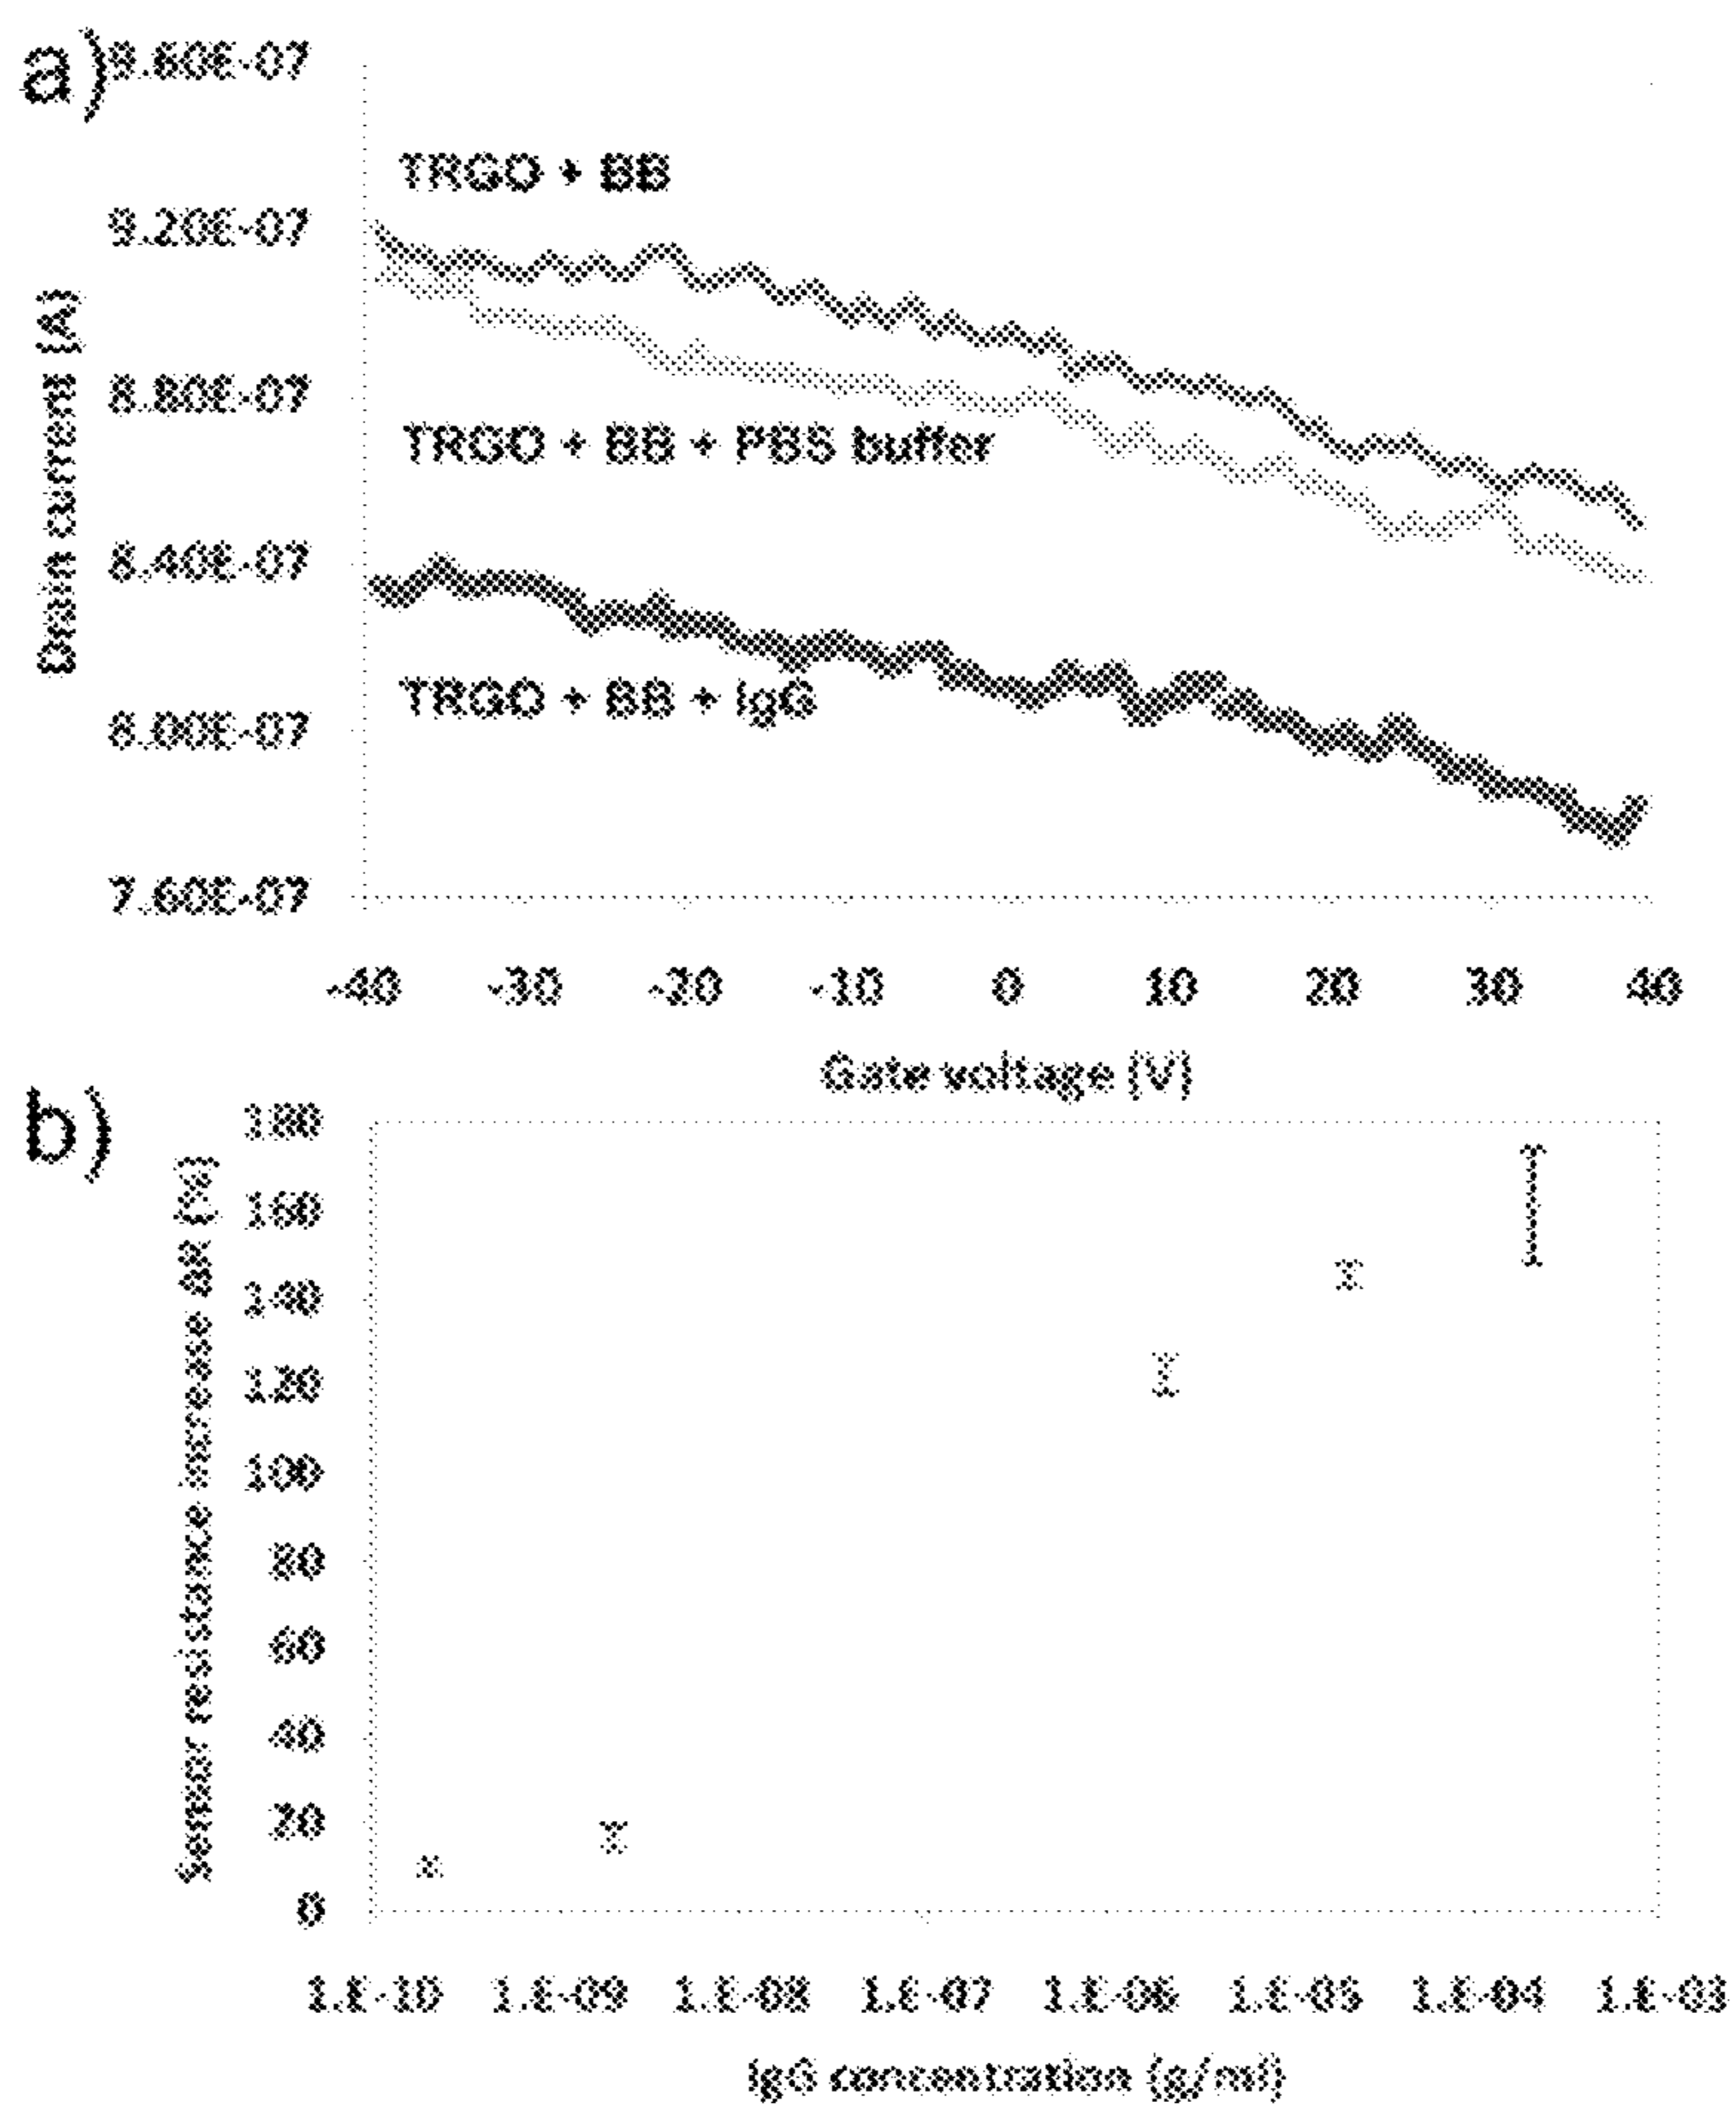 a)
9.60E-07
9.20E-07
8.80E-07
8.40E-07
8.00E-07
7.60E-07
Drain current (A)
TRGO + BB
TRGO + BB + PBS buffer
TRGO + BB + IgG
-40 -30 -20 -10 0 10 20 30 40
Gate voltage (V)
b)
180
160
140
120
100
80
60
40
20
0
Sensor resistance increase ΔR
1.E-10 1.E-09 1.E-08 1.E-07 1.E-06 1.E-05 1.E-04 1.E-03
IgG concentration (g/ml)